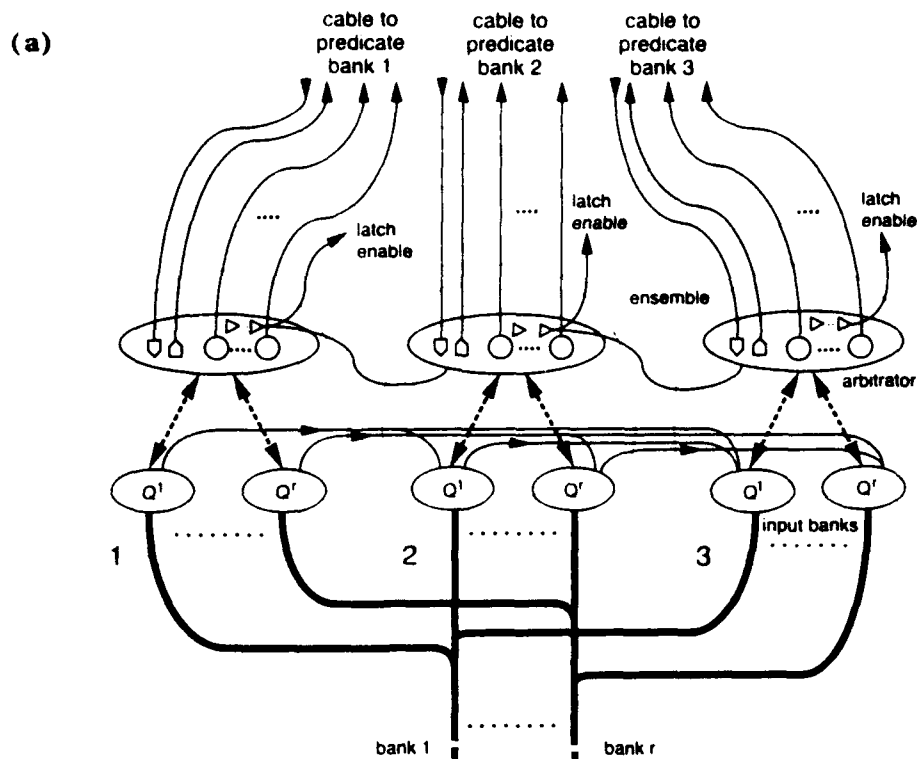 (a)
cable to
predicate
bank 1
cable to
predicate
bank 2
cable to
predicate
bank 3
latch
enable
latch
enable
latch
enable
ensemble
arbitrator
Q¹ Qʳ Q¹ Qʳ Q¹ Qʳ
input banks
1 2 3
bank 1 bank r